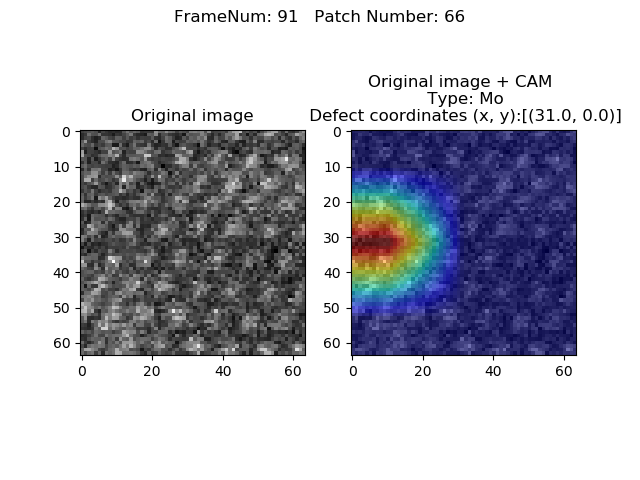 FrameNum: 91   Patch Number: 66
Original image
Original image + CAM
Type: Mo
Defect coordinates (x, y):[(31.0, 0.0)]
0
10
20
30
40
50
60
0 20 40 60
0
10
20
30
40
50
60
0 20 40 60